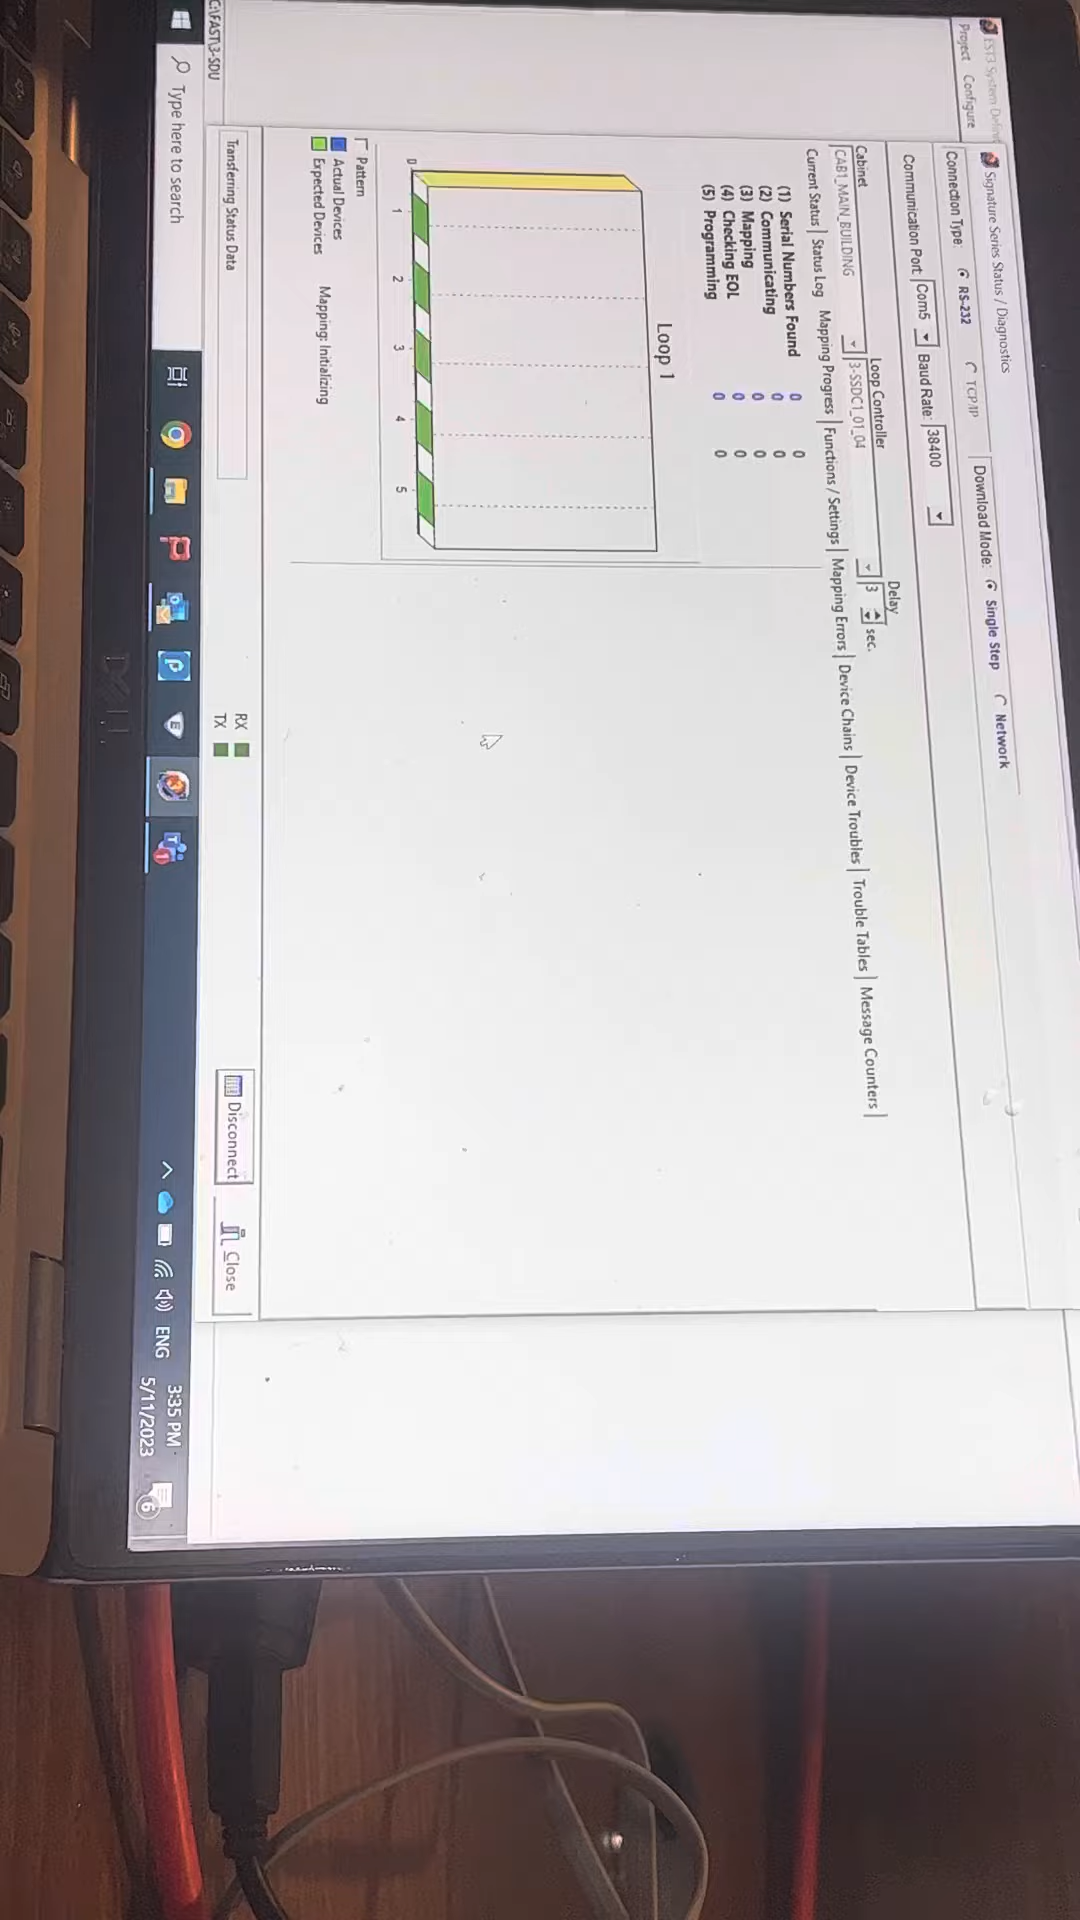 EST3 System Defini
Project Configure
Signature Series Status / Diagnostics
Connection Type: RS-232 TCP/IP
Download Mode: Single Step Network
Communication Port: Com5 Baud Rate: 38400
Cabinet Loop Controller Delay
CAB1_MAIN_BUILDING 3-SSDC1_01_04 3 sec.
Current Status Status Log Mapping Progress Functions / Settings Mapping Errors Device Chains Device Troubles Trouble Tables Message Counters
(1) Serial Numbers Found 0 0
(2) Communicating 0 0
(3) Mapping 0 0
(4) Checking EOL 0 0
(5) Programming 0 0
Loop 1
0
1 2 3 4 5
Pattern
Actual Devices
Expected Devices Mapping: Initializing
Transferring Status Data
RX
TX
Disconnect Close
C:\FAST\3-SDU
Type here to search
ENG
3:35 PM
5/11/2023
6
DELL